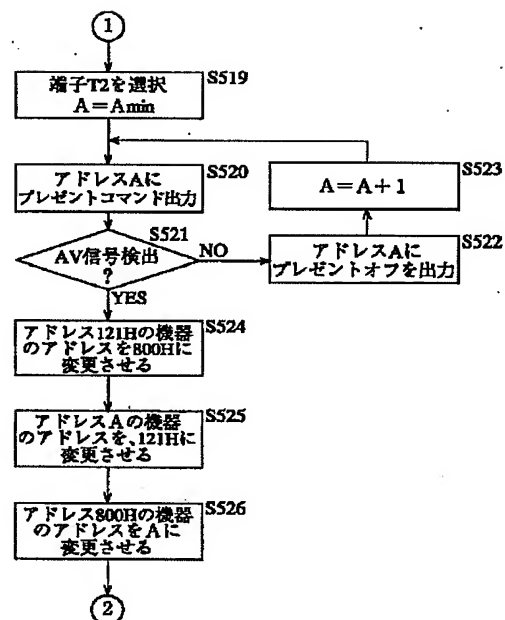 1
端子T2を選択
A=Amin
S519
アドレスAに
プレゼントコマンド出力
S520
A=A+1
S523
AV信号検出
?
S521
NO
YES
アドレスAに
プレゼントオフを出力
S522
アドレス121Hの機器
のアドレスを800Hに
変更させる
S524
アドレスAの機器
のアドレスを、121Hに
変更させる
S525
アドレス800Hの機器
のアドレスをAに
変更させる
S526
2